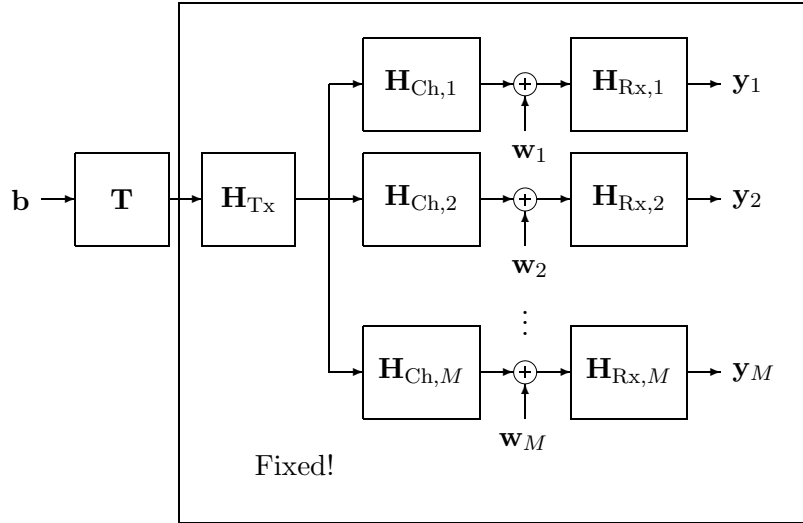 H_Ch,1 + H_Rx,1 y_1
w_1
b T H_Tx H_Ch,2 + H_Rx,2 y_2
w_2
⋮
H_Ch,M + H_Rx,M y_M
w_M
Fixed!